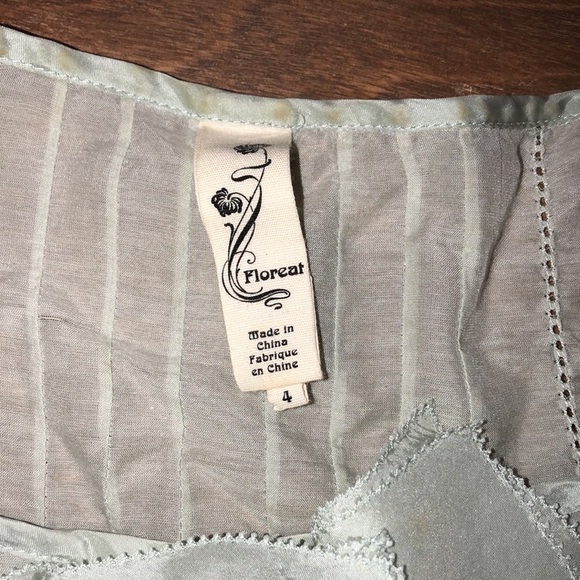 Floreat
Made in
China
Fabrique
en Chine
4